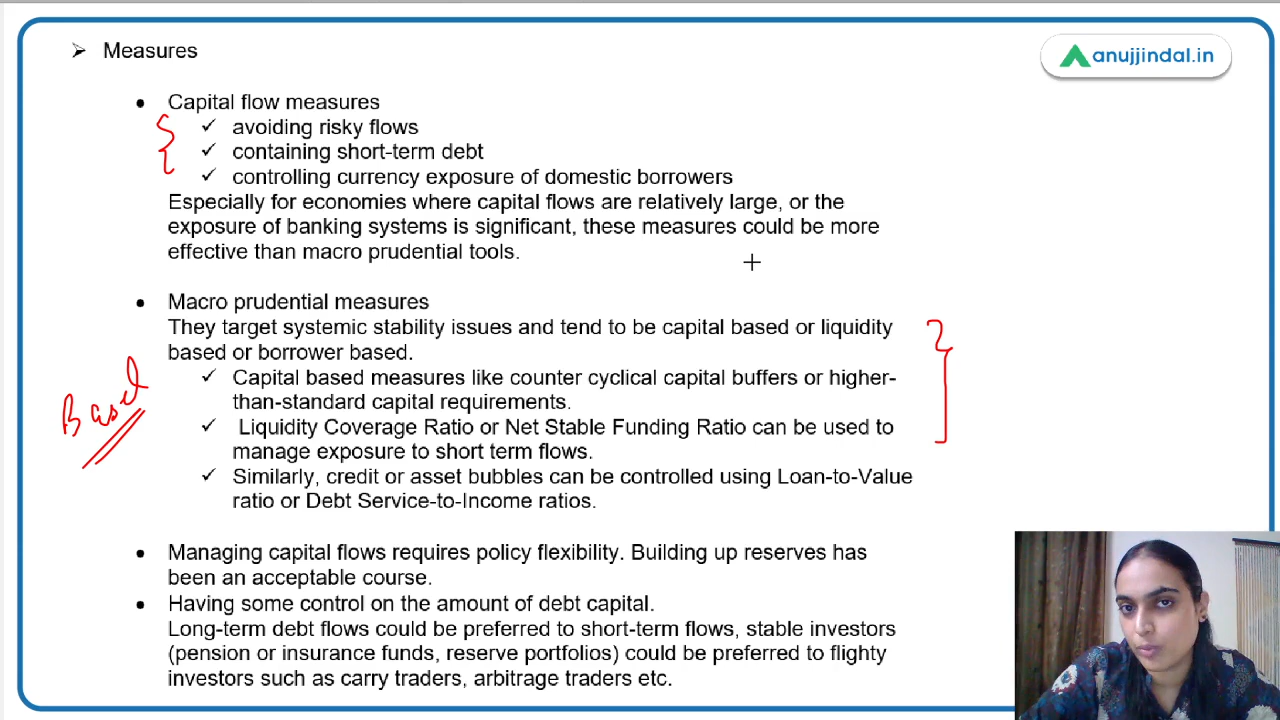 Measures
anujjindal.in
Capital flow measures
avoiding risky flows
containing short-term debt
controlling currency exposure of domestic borrowers
Especially for economies where capital flows are relatively large, or the
exposure of banking systems is significant, these measures could be more
effective than macro prudential tools.
Macro prudential measures
They target systemic stability issues and tend to be capital based or liquidity
based or borrower based.
Capital based measures like counter cyclical capital buffers or higher-
than-standard capital requirements.
Basel
Liquidity Coverage Ratio or Net Stable Funding Ratio can be used to
manage exposure to short term flows.
Similarly, credit or asset bubbles can be controlled using Loan-to-Value
ratio or Debt Service-to-Income ratios.
Managing capital flows requires policy flexibility. Building up reserves has
been an acceptable course.
Having some control on the amount of debt capital.
Long-term debt flows could be preferred to short-term flows, stable investors
(pension or insurance funds, reserve portfolios) could be preferred to flighty
investors such as carry traders, arbitrage traders etc.